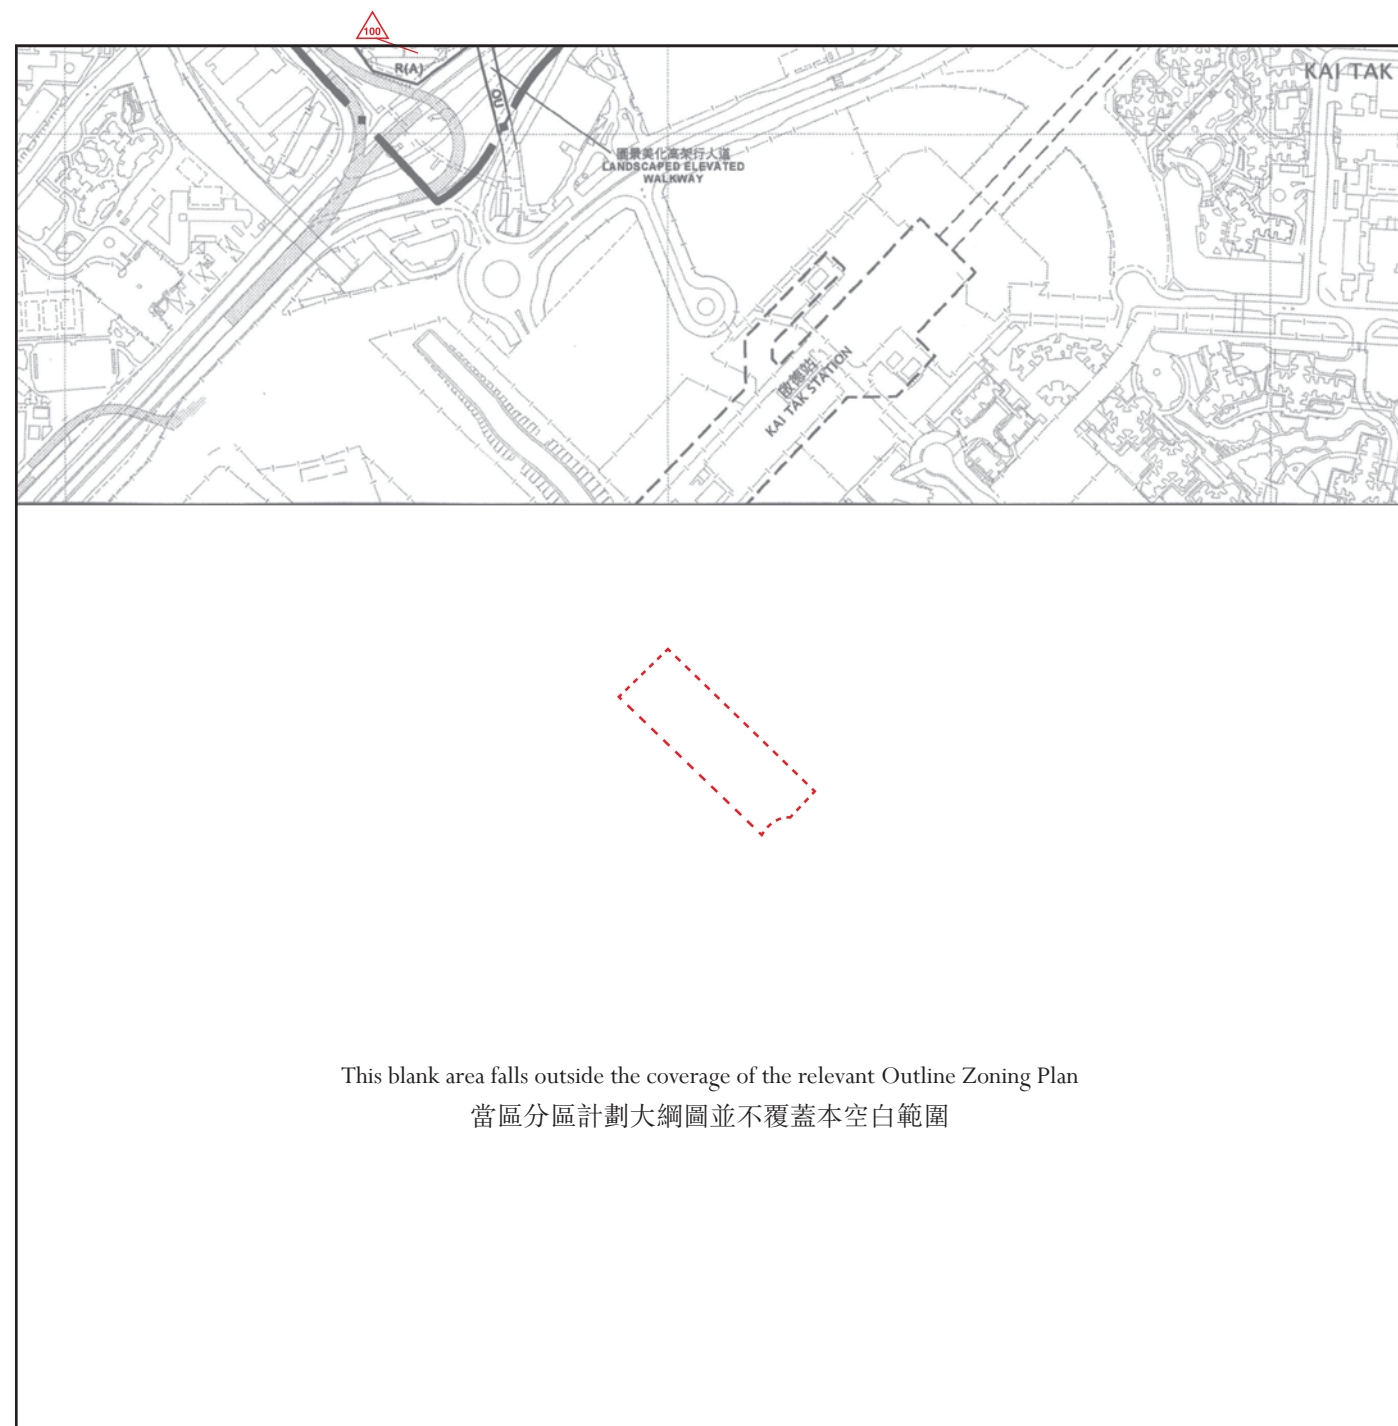 100
R(A)
OU
KAI TAK
園景美化高架行人道
LANDSCAPED ELEVATED
WALKWAY
啟德站
KAI TAK STATION
This blank area falls outside the coverage of the relevant Outline Zoning Plan
當區分區計劃大綱圖並不覆蓋本空白範圍